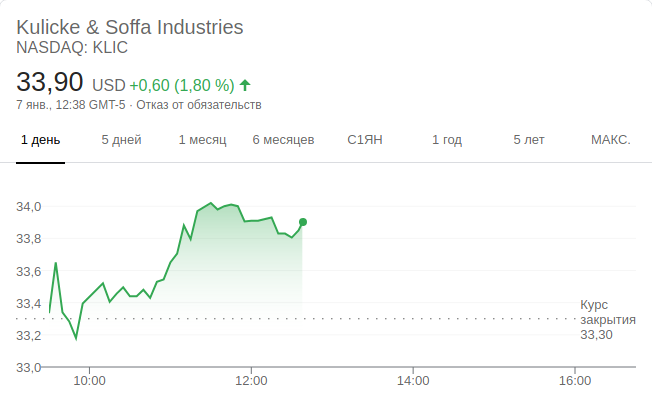 Kulicke & Soffa Industries
NASDAQ: KLIC
33,90 USD +0,60 (1,80 %)
7 янв., 12:38 GMT-5 · Отказ от обязательств
1 день 5 дней 1 месяц 6 месяцев С1ЯН 1 год 5 лет МАКС.
34,0
33,8
33,6
33,4
33,2
33,0
Курс
закрытия
33,30
10:00 12:00 14:00 16:00